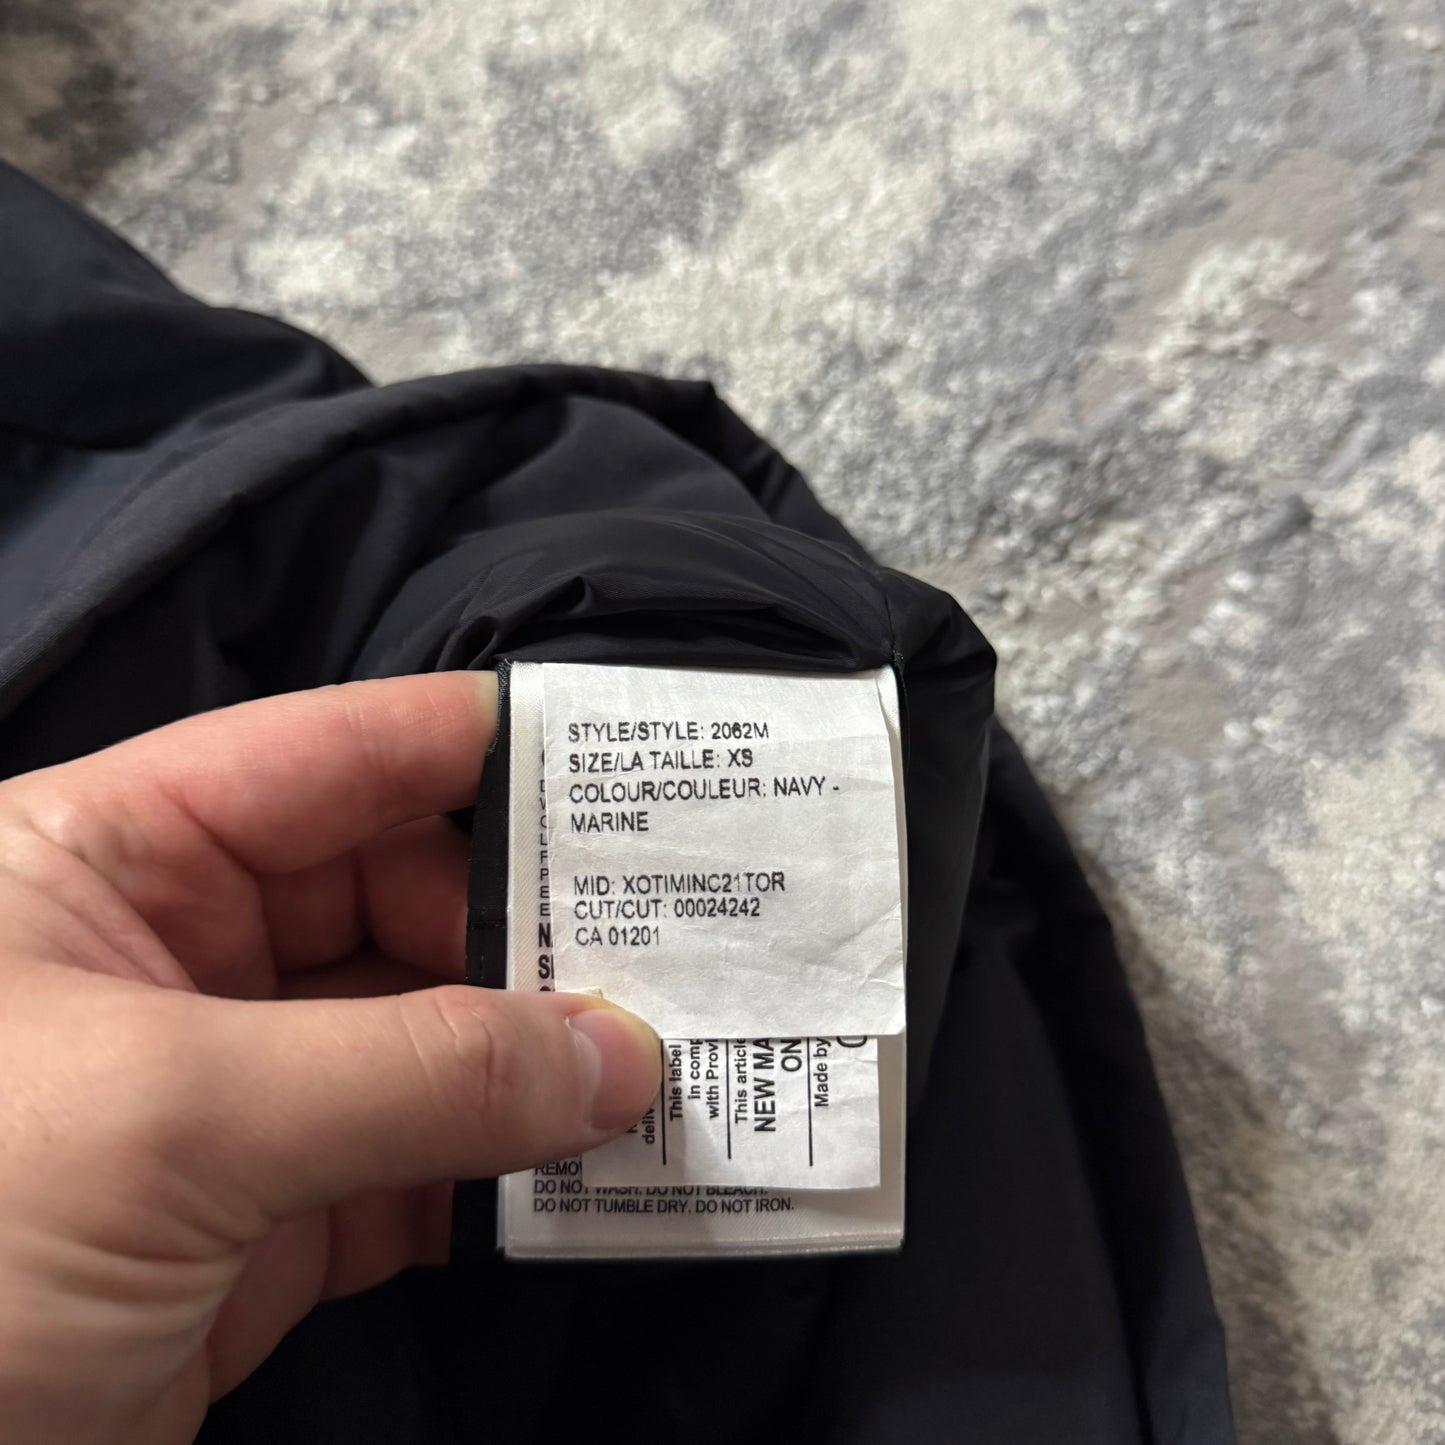 STYLE/STYLE: 2062M
SIZE/LA TAILLE: XS
COLOUR/COULEUR: NAVY -
MARINE
MID: XOTIMINC21TOR
CUT/CUT: 00024242
CA 01201
This label
in comp
with Provi
This article
NEW MA
ON
Made by
REMO
DO NOT WASH. DO NOT BLEACH.
DO NOT TUMBLE DRY. DO NOT IRON.